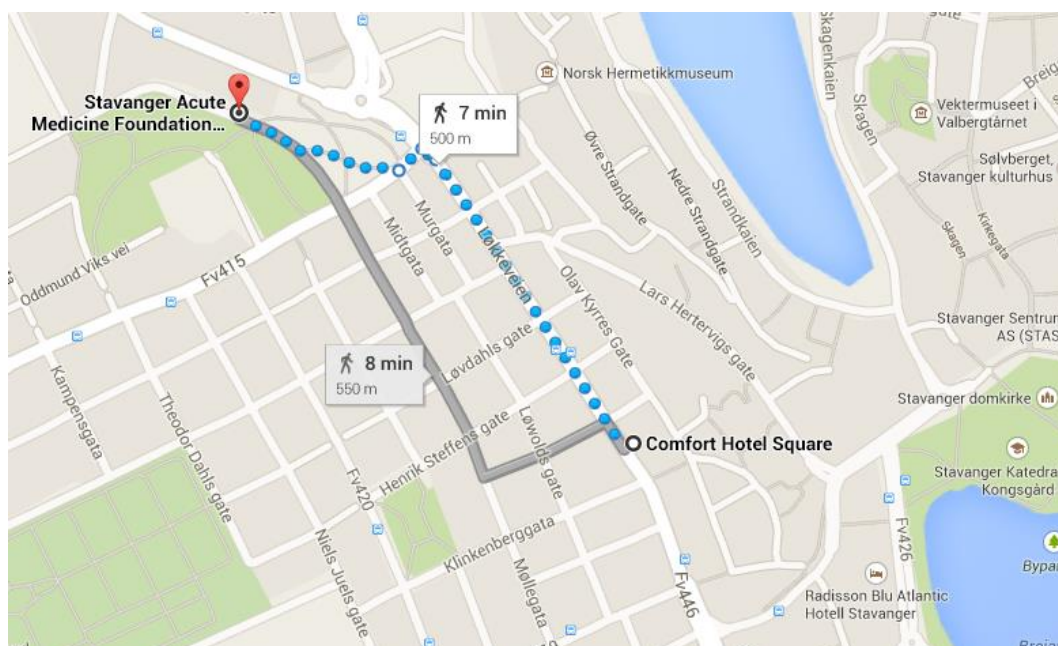 Stavanger Acute
Medicine Foundation...
7 min
500 m
Norsk Hermetikkmuseum
Skagenkaien
Skagen
Vektermuseet i
Valbergtårnet
Breig
Sølvberget,
Stavanger kulturhus
Øvre Strandgate
Nedre Strandgate
Strandkaien
Skagen
Kirkegata
Oddmund Viks vei
Fv415
Midtgata
Murgata
Løkkeveien
Olav Kyrres Gate
Lars Hertervigs gate
Stavanger Sentrum
AS (STAS
8 min
550 m
Løvdahls gate
Kampensgata
Theodor Dahls gate
Henrik Steffens gate
Løwolds gate
Comfort Hotel Square
Stavanger domkirke
Stavanger Katedra
Kongsgård
Fv420
Niels Juels gate
Klinkenberggata
Møllegata
Fv446
Fv426
Bypar
Radisson Blu Atlantic
Hotell Stavanger